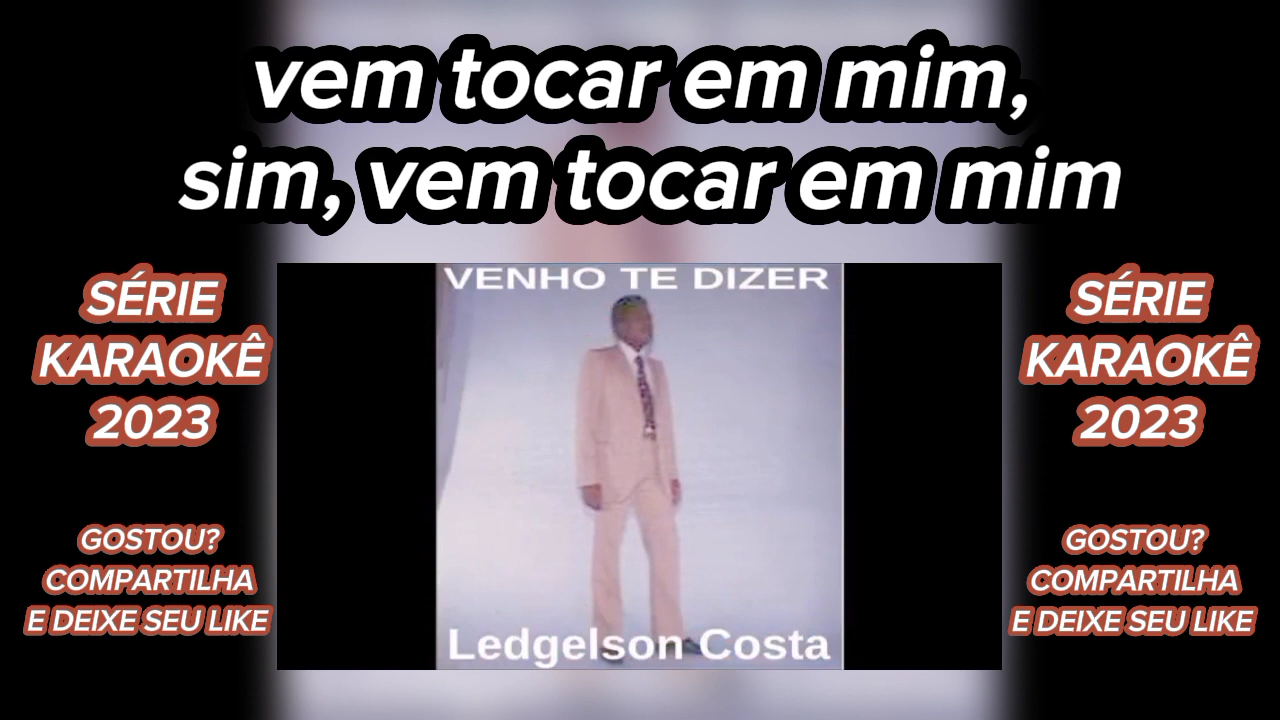 vem tocar em mim,
sim, vem tocar em mim
SÉRIE
KARAOKÊ
2023
GOSTOU?
COMPARTILHA
E DEIXE SEU LIKE
VENHO TE DIZER
Ledgelson Costa
SÉRIE
KARAOKÊ
2023
GOSTOU?
COMPARTILHA
E DEIXE SEU LIKE